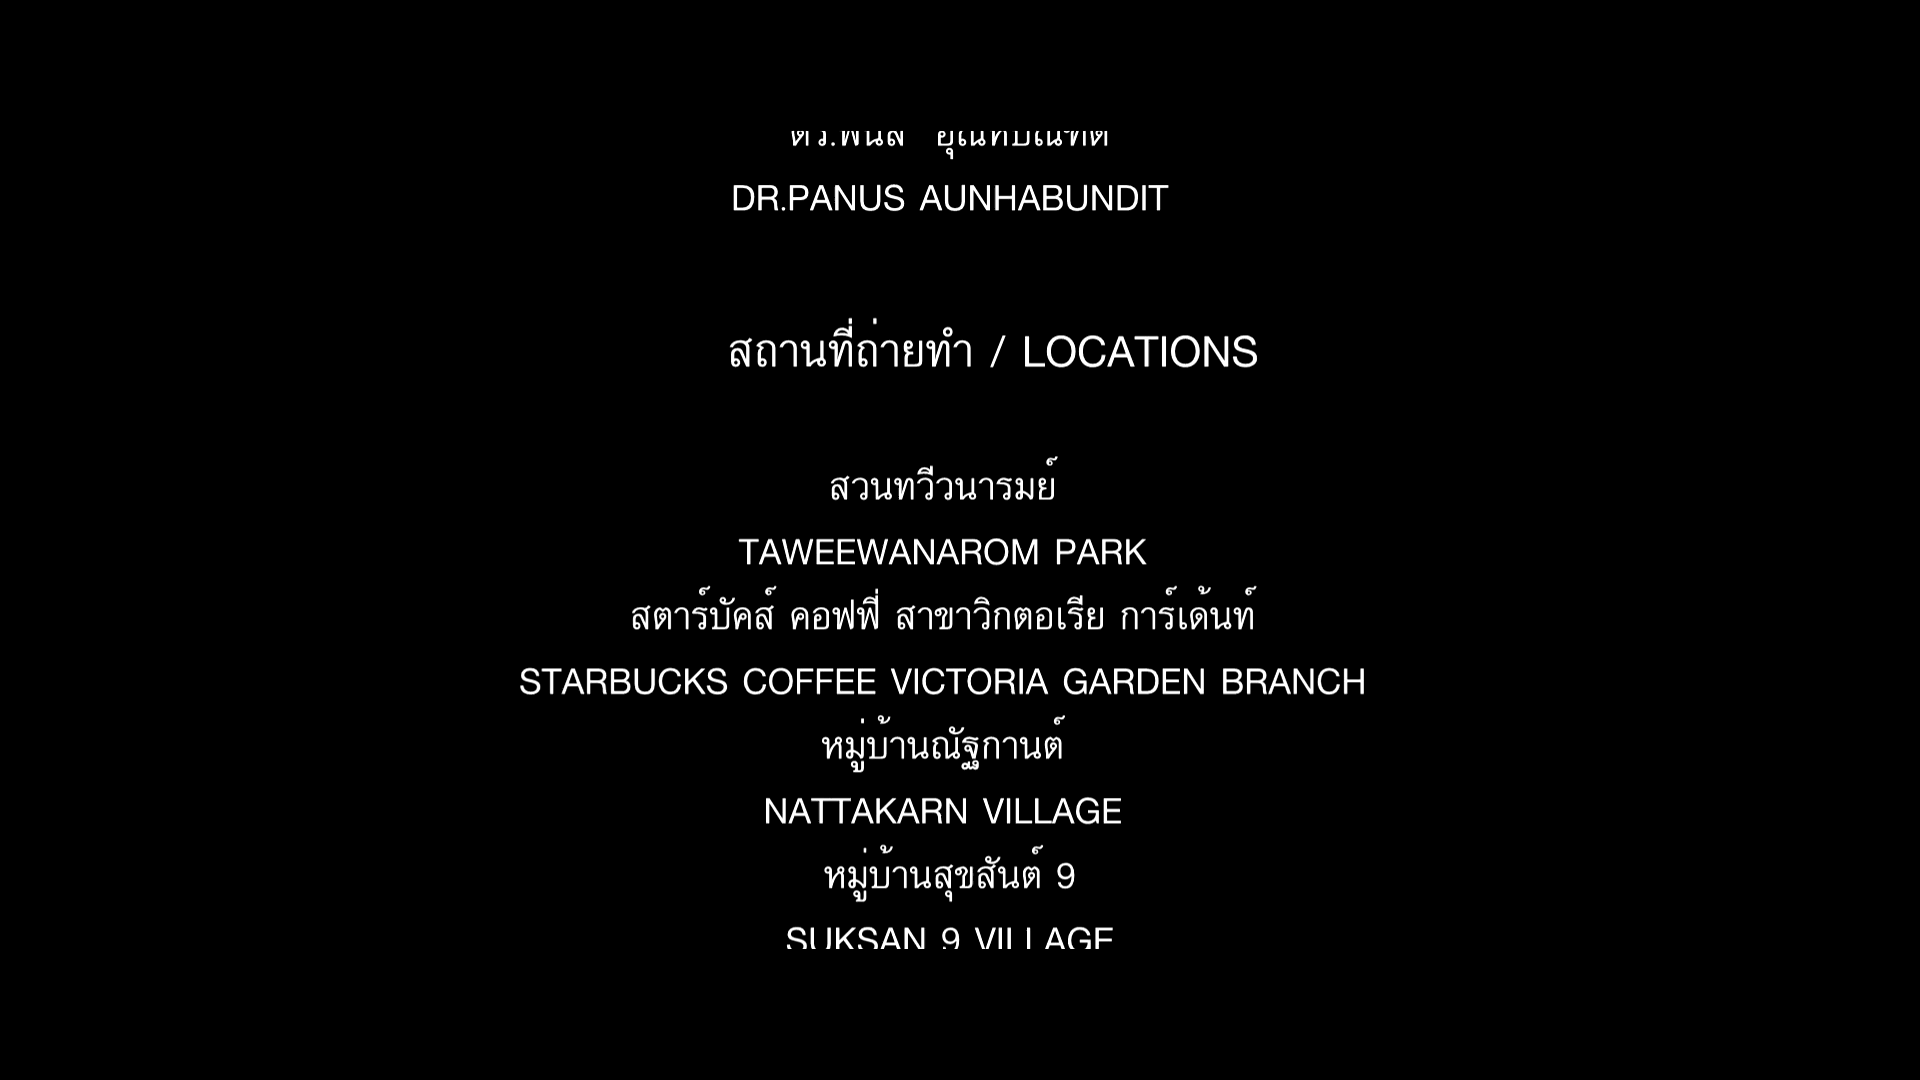 DR.PANUS AUNHABUNDIT
สถานที่ถ่ายทำ / LOCATIONS
สวนทวีวนารมย์
TAWEEWANAROM PARK
สตาร์บัคส์ คอฟฟี่ สาขาวิกตอเรีย การ์เด้นท์
STARBUCKS COFFEE VICTORIA GARDEN BRANCH
หมู่บ้านณัฐกานต์
NATTAKARN VILLAGE
หมู่บ้านสุขสันต์ 9
SUKSAN 9 VILLAGE